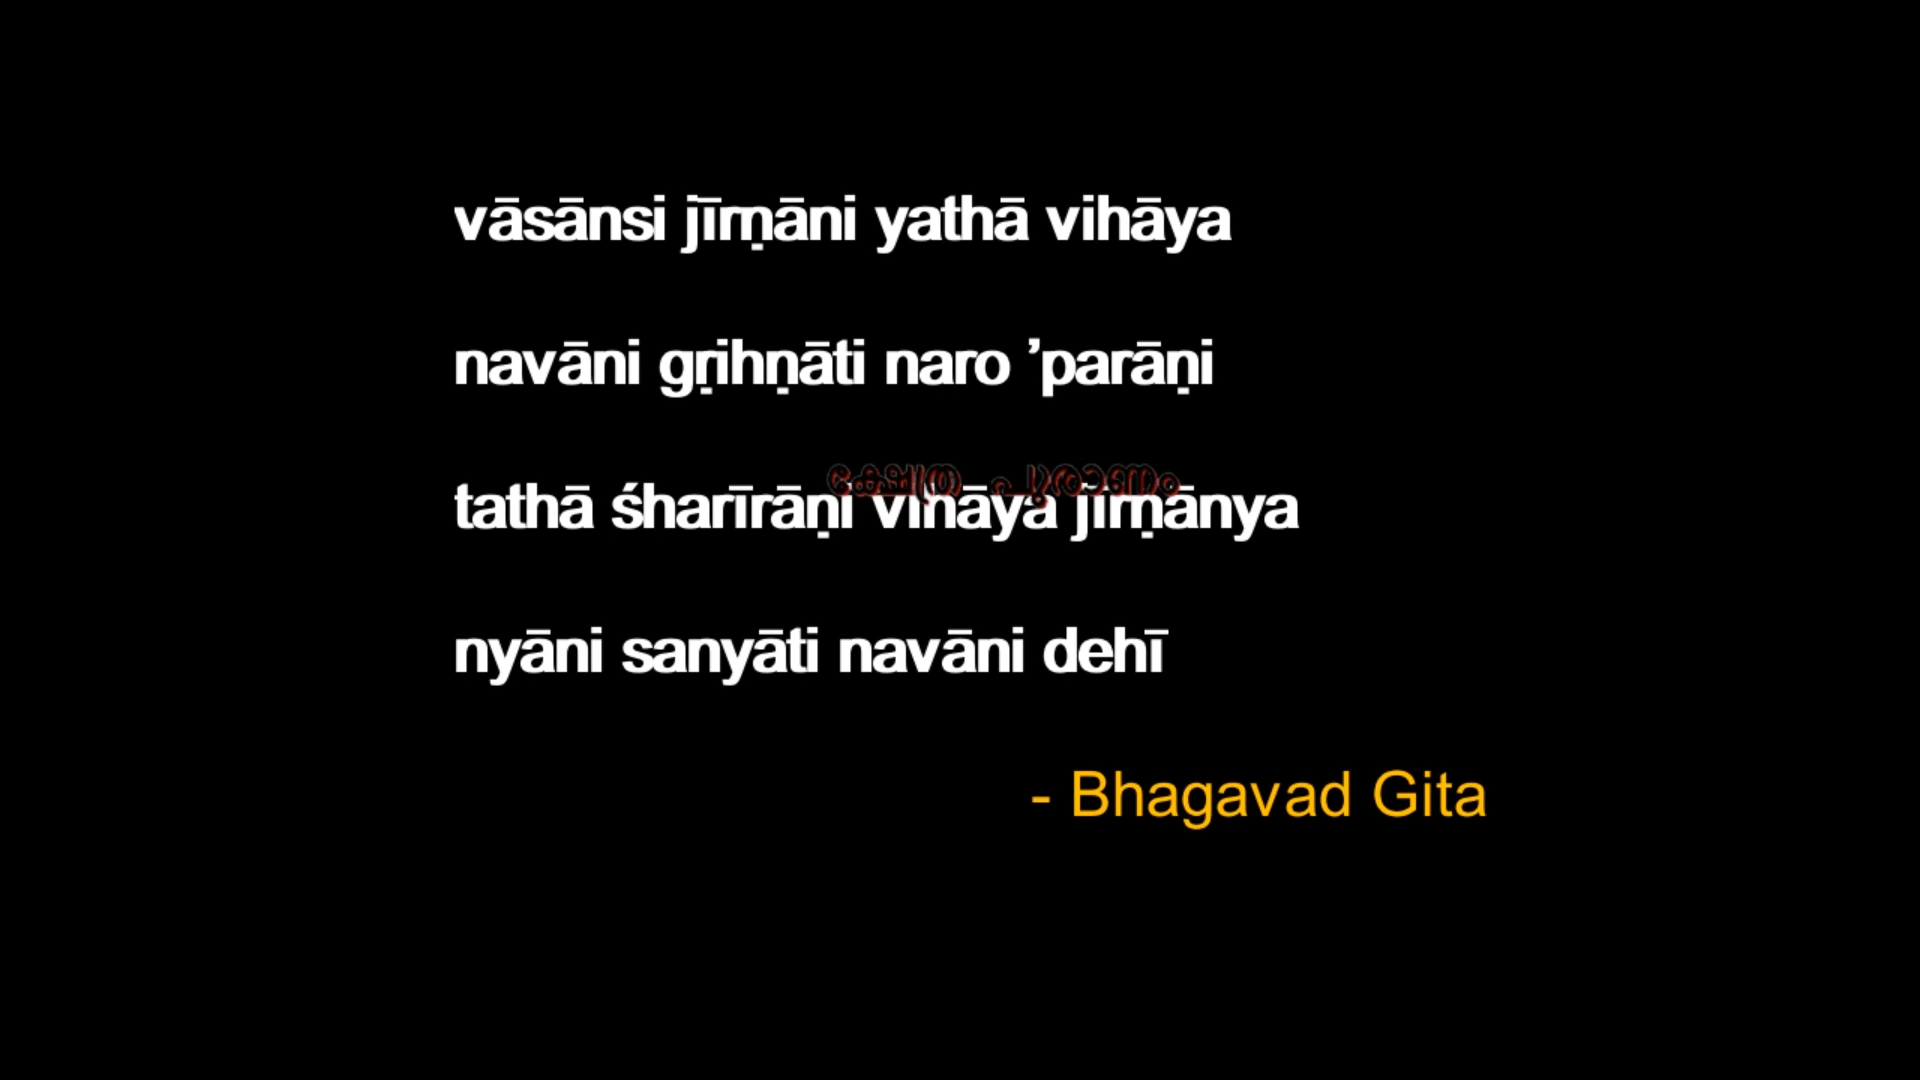 vāsānsi jīrṇāni yathā vihāya
navāni gṛihṇāti naro ’parāṇi
ക്ഷേത്ര പുരാണം
tathā śharīrāṇi vihāya jīrṇānya
nyāni sanyāti navāni dehī
- Bhagavad Gita